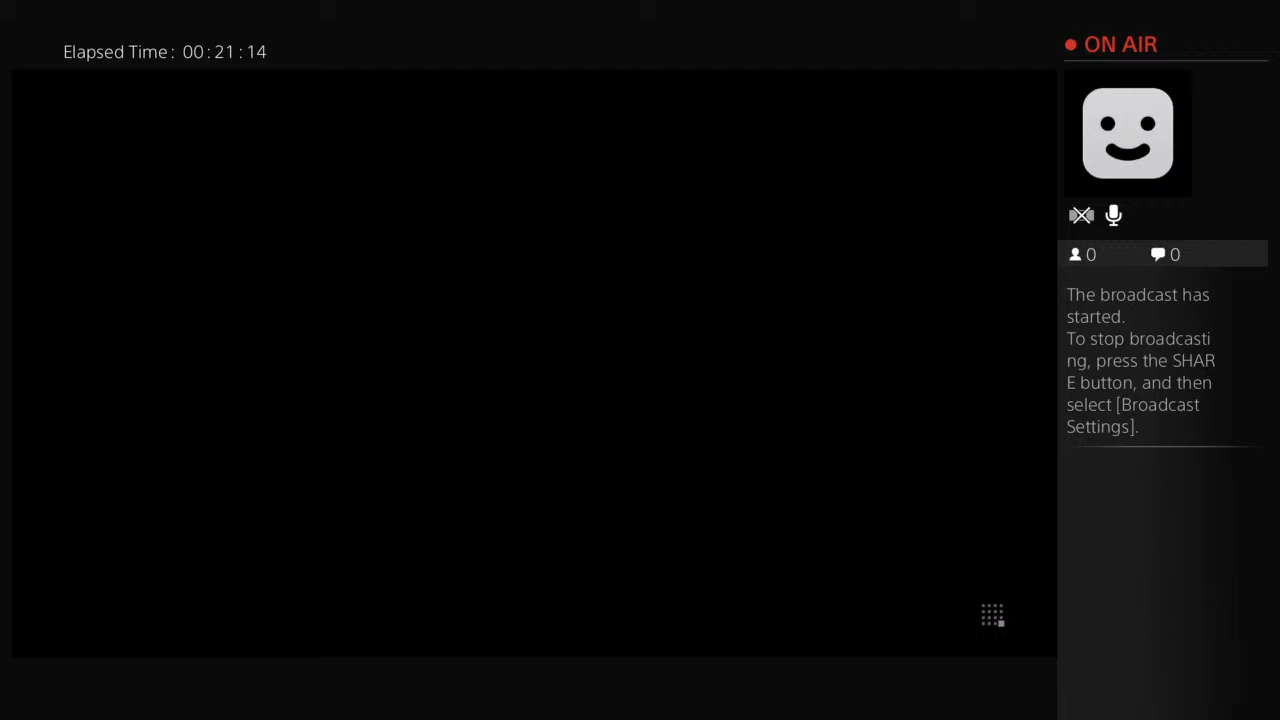 Elapsed Time: 00:21:14
ON AIR
0 0
The broadcast has
started.
To stop broadcasti
ng, press the SHAR
E button, and then
select [Broadcast
Settings].